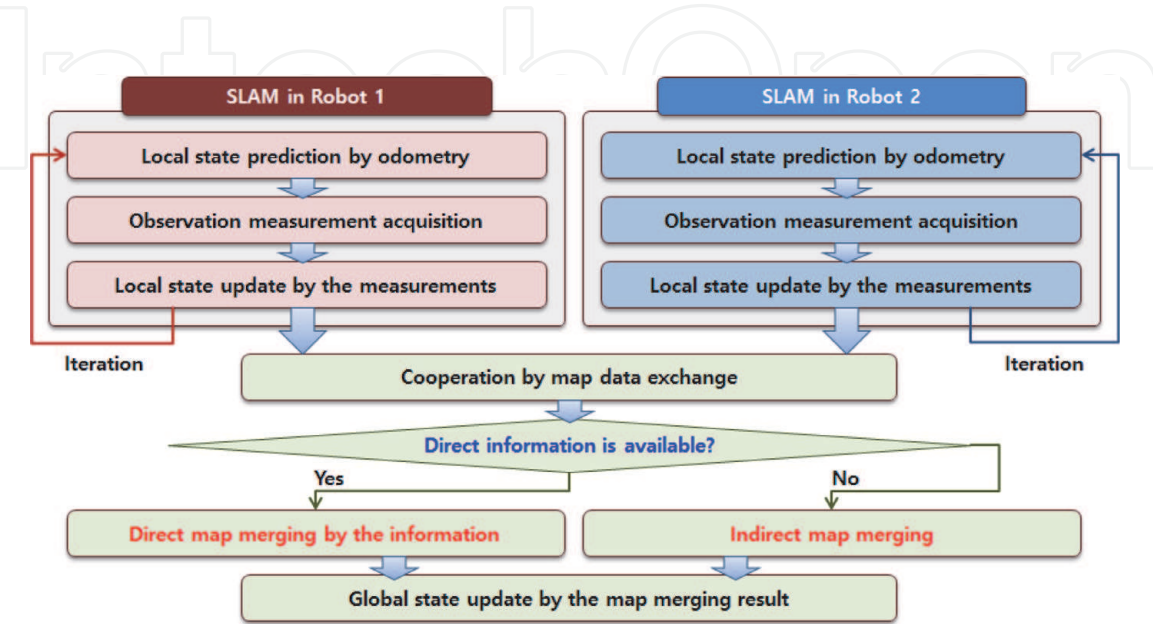 IntechOpen
SLAM in Robot 1
SLAM in Robot 2
Local state prediction by odometry
Local state prediction by odometry
Observation measurement acquisition
Observation measurement acquisition
Local state update by the measurements
Local state update by the measurements
Iteration
Iteration
Cooperation by map data exchange
Direct information is available?
Yes
No
Direct map merging by the information
Indirect map merging
Global state update by the map merging result